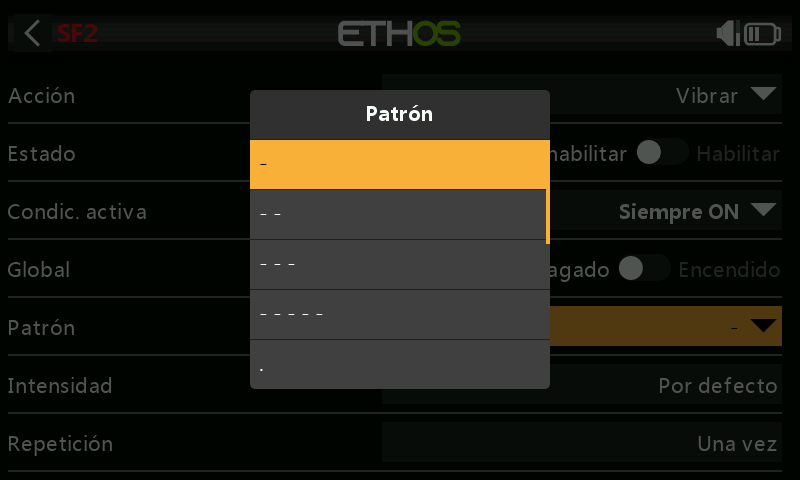 SF2
ETHOS
Acción
Vibrar
Patrón
Estado
habilitar
Habilitar
-
Condic. activa
Siempre ON
- -
Global
agado
Encendido
- - -
Patrón
-
- - - - -
.
Intensidad
Por defecto
Repetición
Una vez